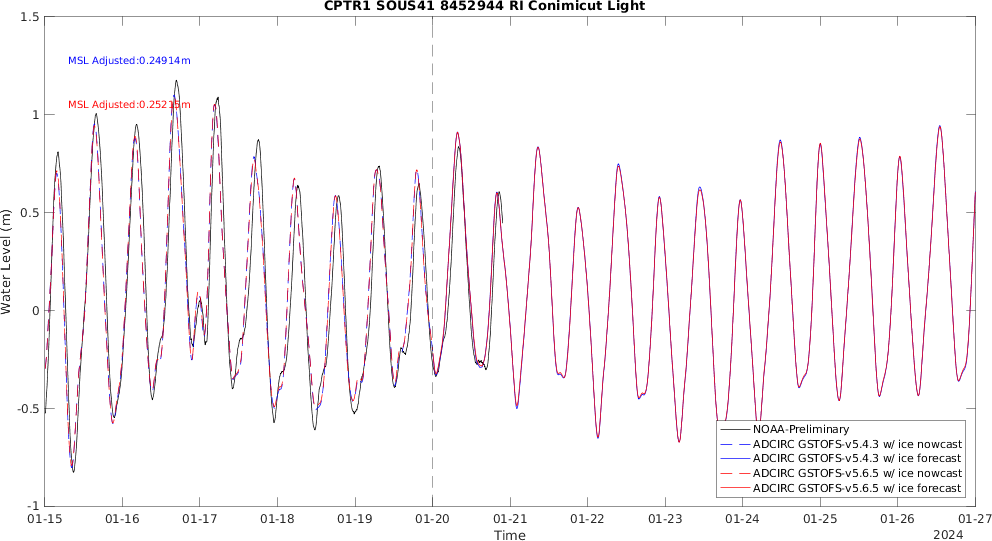 CPTR1 SOUS41 8452944 RI Conimicut Light
1.5
1
0.5
0
-0.5
-1
Water Level (m)
MSL Adjusted:0.24914m
MSL Adjusted:0.25215m
NOAA-Preliminary
ADCIRC GSTOFS-v5.4.3 w/ ice nowcast
ADCIRC GSTOFS-v5.4.3 w/ ice forecast
ADCIRC GSTOFS-v5.6.5 w/ ice nowcast
ADCIRC GSTOFS-v5.6.5 w/ ice forecast
01-15 01-16 01-17 01-18 01-19 01-20 01-21 01-22 01-23 01-24 01-25 01-26 01-27
Time
2024